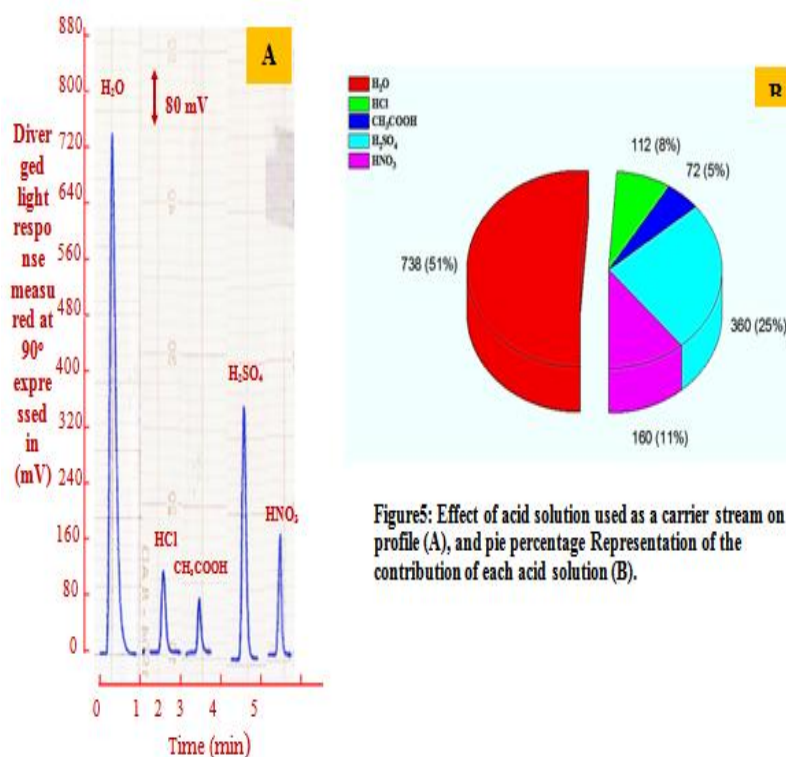 A
880
800
720
640
560
480
400
320
240
160
80
0
Diver
ged
light
respo
nse
measu
red at
90°
expre
ssed
in
(mV)
H₂O
80 mV
HCl
CH₃COOH
H₂SO₄
HNO₃
0 1 2 3 4 5
Time (min)
H₂O
HCl
CH₃COOH
H₂SO₄
HNO₃
738 (51%)
112 (8%)
72 (5%)
360 (25%)
160 (11%)
Figure5: Effect of acid solution used as a carrier stream on
profile (A), and pie percentage Representation of the
contribution of each acid solution (B).